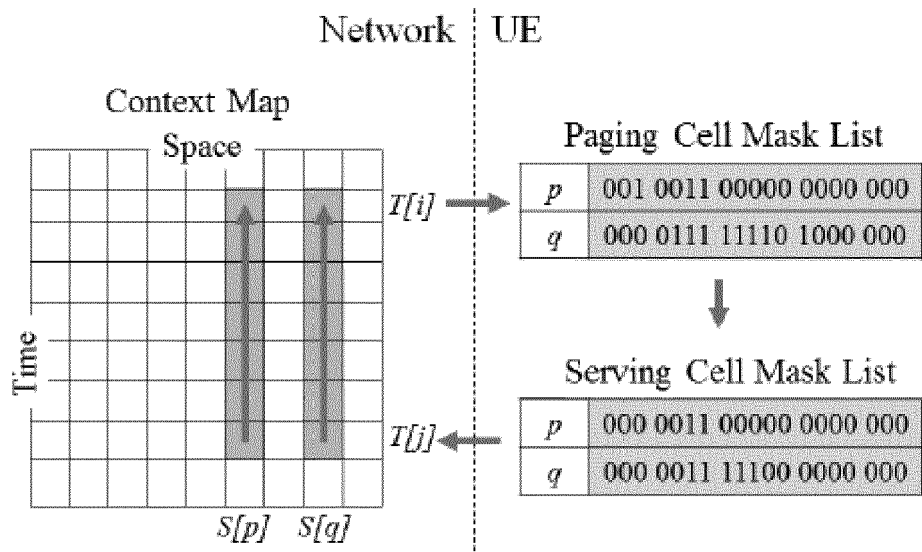 Network UE
Context Map
Space
Time
T[i]
T[j]
S[p] S[q]
Paging Cell Mask List
p 001 0011 00000 0000 000
q 000 0111 11110 1000 000
Serving Cell Mask List
p 000 0011 00000 0000 000
q 000 0011 11100 0000 000